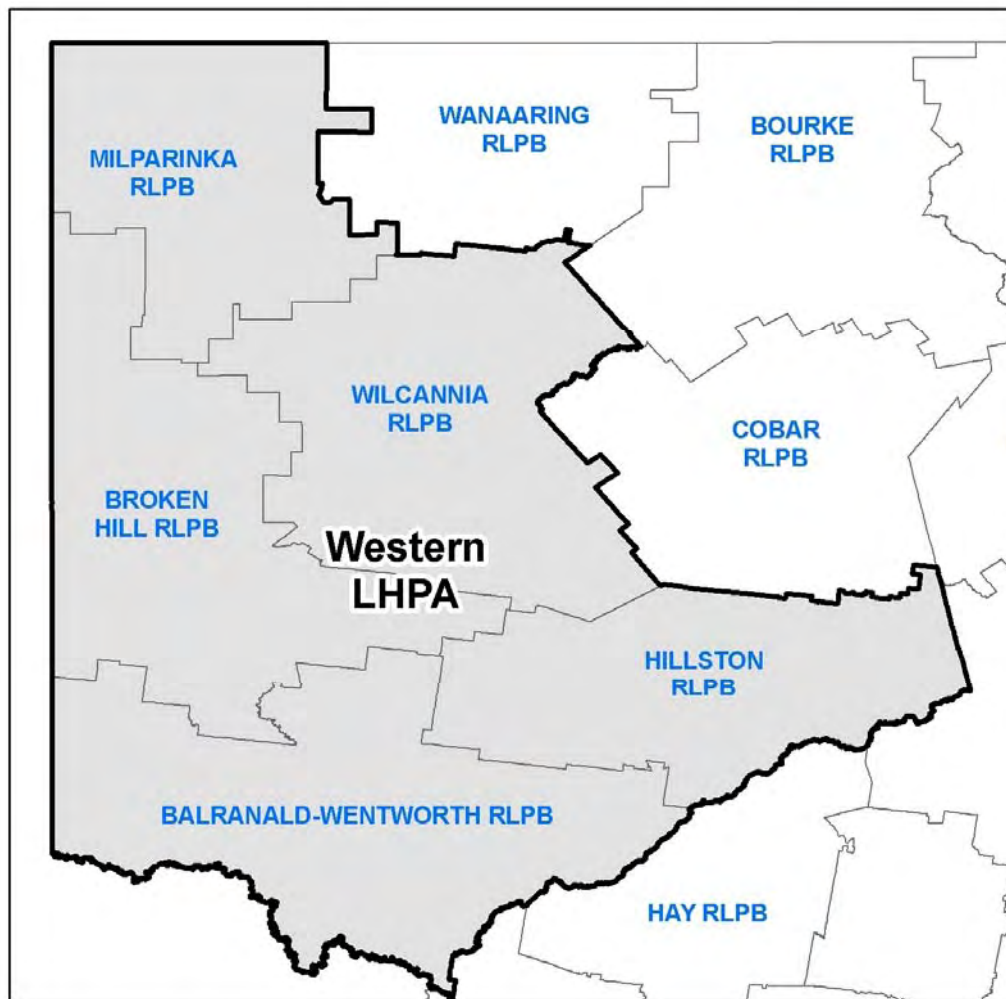 WANAARING
RLPB
BOURKE
RLPB
MILPARINKA
RLPB
WILCANNIA
RLPB
COBAR
RLPB
BROKEN
HILL RLPB
Western
LHPA
HILLSTON
RLPB
BALRANALD-WENTWORTH RLPB
HAY RLPB